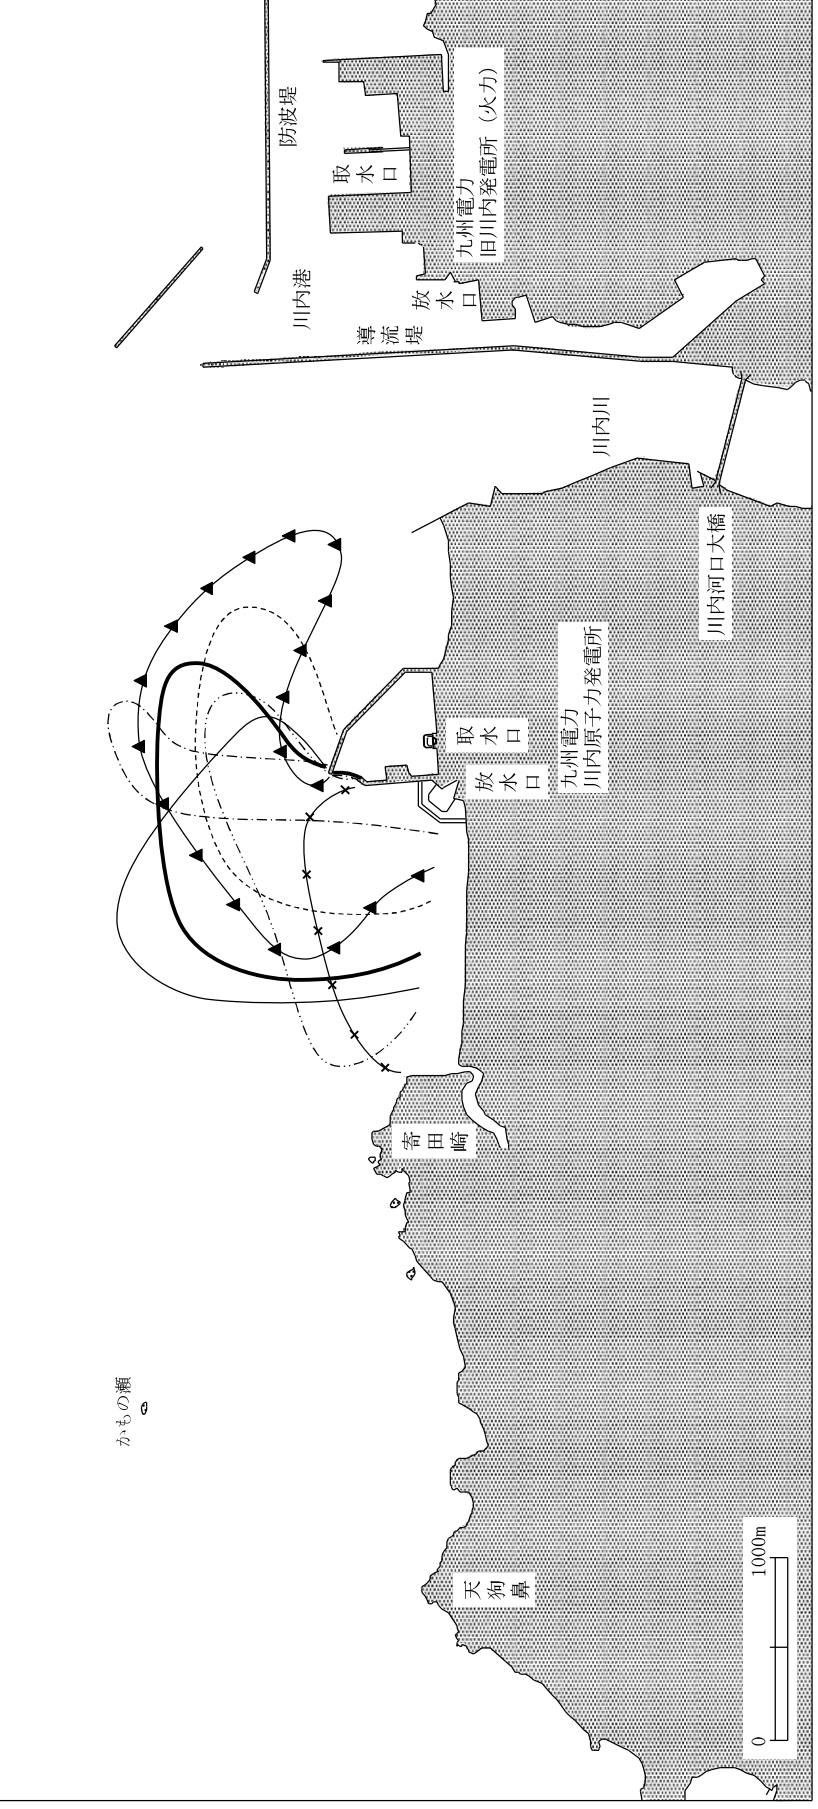 防波堤
取水口
九州電力
旧川内発電所（火力）
川内港
放水口
導流堤
川内川
川内河口大橋
取水口
九州電力
川内原子力発電所
放水口
寄田崎
かもの瀬
天狗鼻
0
1000m